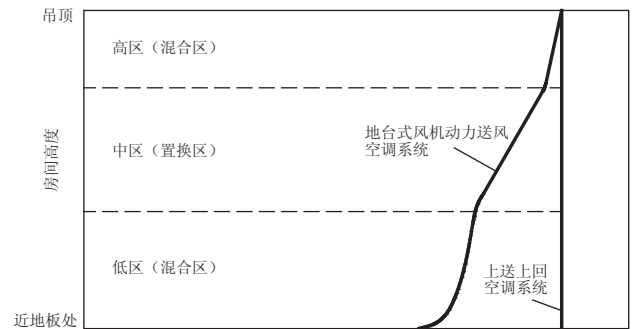 吊顶
高区（混合区）
中区（置换区）
地台式风机动力送风
空调系统
房间高度
低区（混合区）
上送上回
空调系统
近地板处